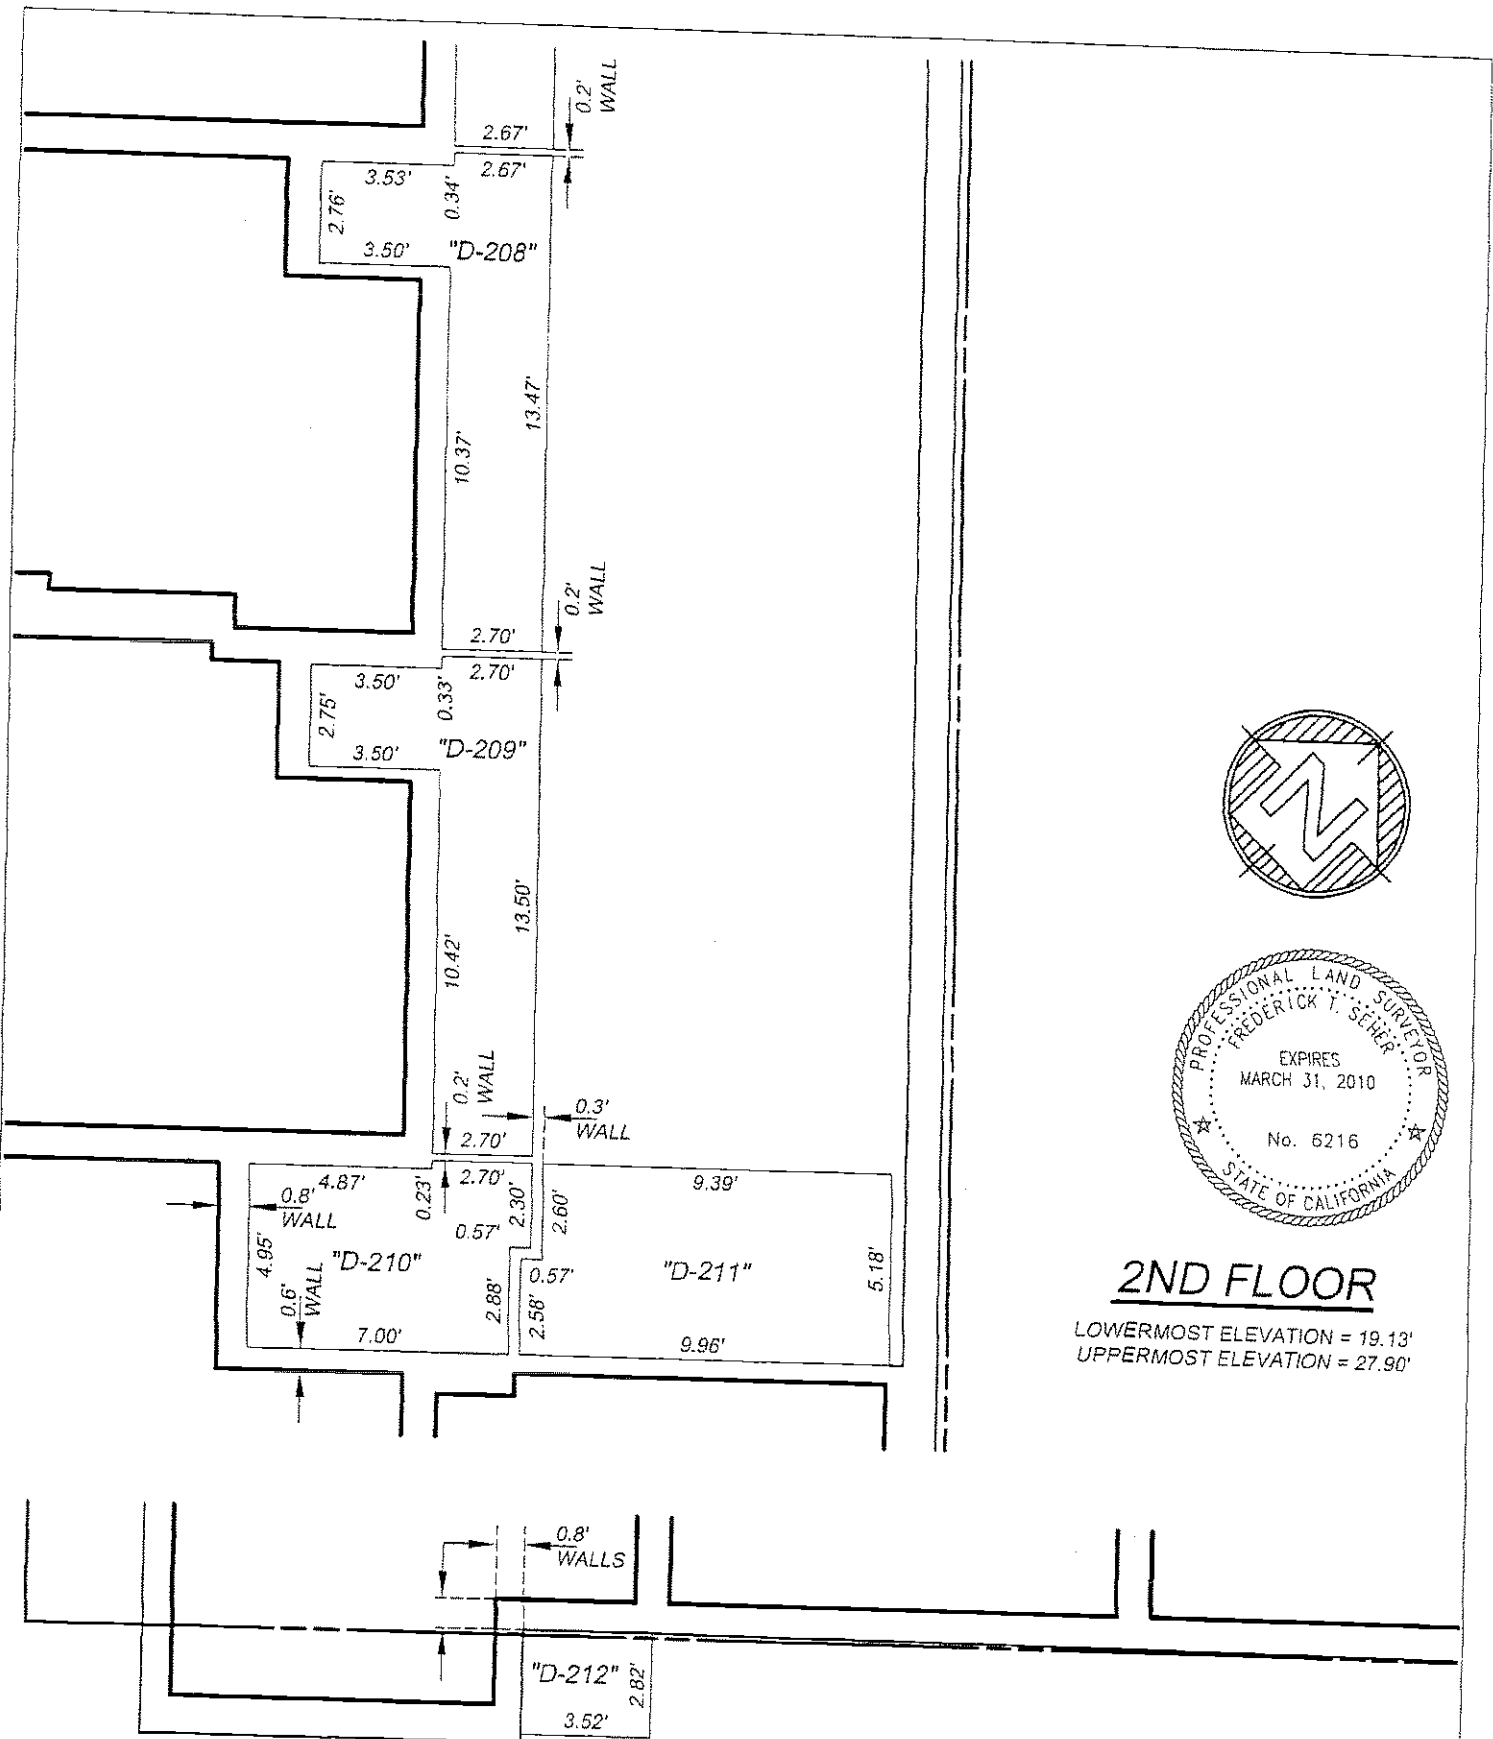 0.2'
WALL
2.67'
2.67'
3.53'
0.34'
2.76'
3.50'
"D-208"
13.47'
10.37'
0.2'
WALL
2.70'
2.70'
3.50'
0.33'
2.75'
3.50'
"D-209"
13.50'
10.42'
0.2'
WALL
0.3'
WALL
2.70'
2.70'
4.87'
0.23'
2.30'
2.60'
9.39'
0.8'
WALL
0.57'
4.95'
"D-210"
0.57'
"D-211"
5.18'
0.6'
WALL
2.88'
2.58'
7.00'
9.96'
N
PROFESSIONAL LAND SURVEYOR
FREDERICK T. SEHER
EXPIRES
MARCH 31, 2010
No. 6216
STATE OF CALIFORNIA
2ND FLOOR
LOWERMOST ELEVATION = 19.13'
UPPERMOST ELEVATION = 27.90'
0.8'
WALLS
"D-212"
2.82'
3.52'